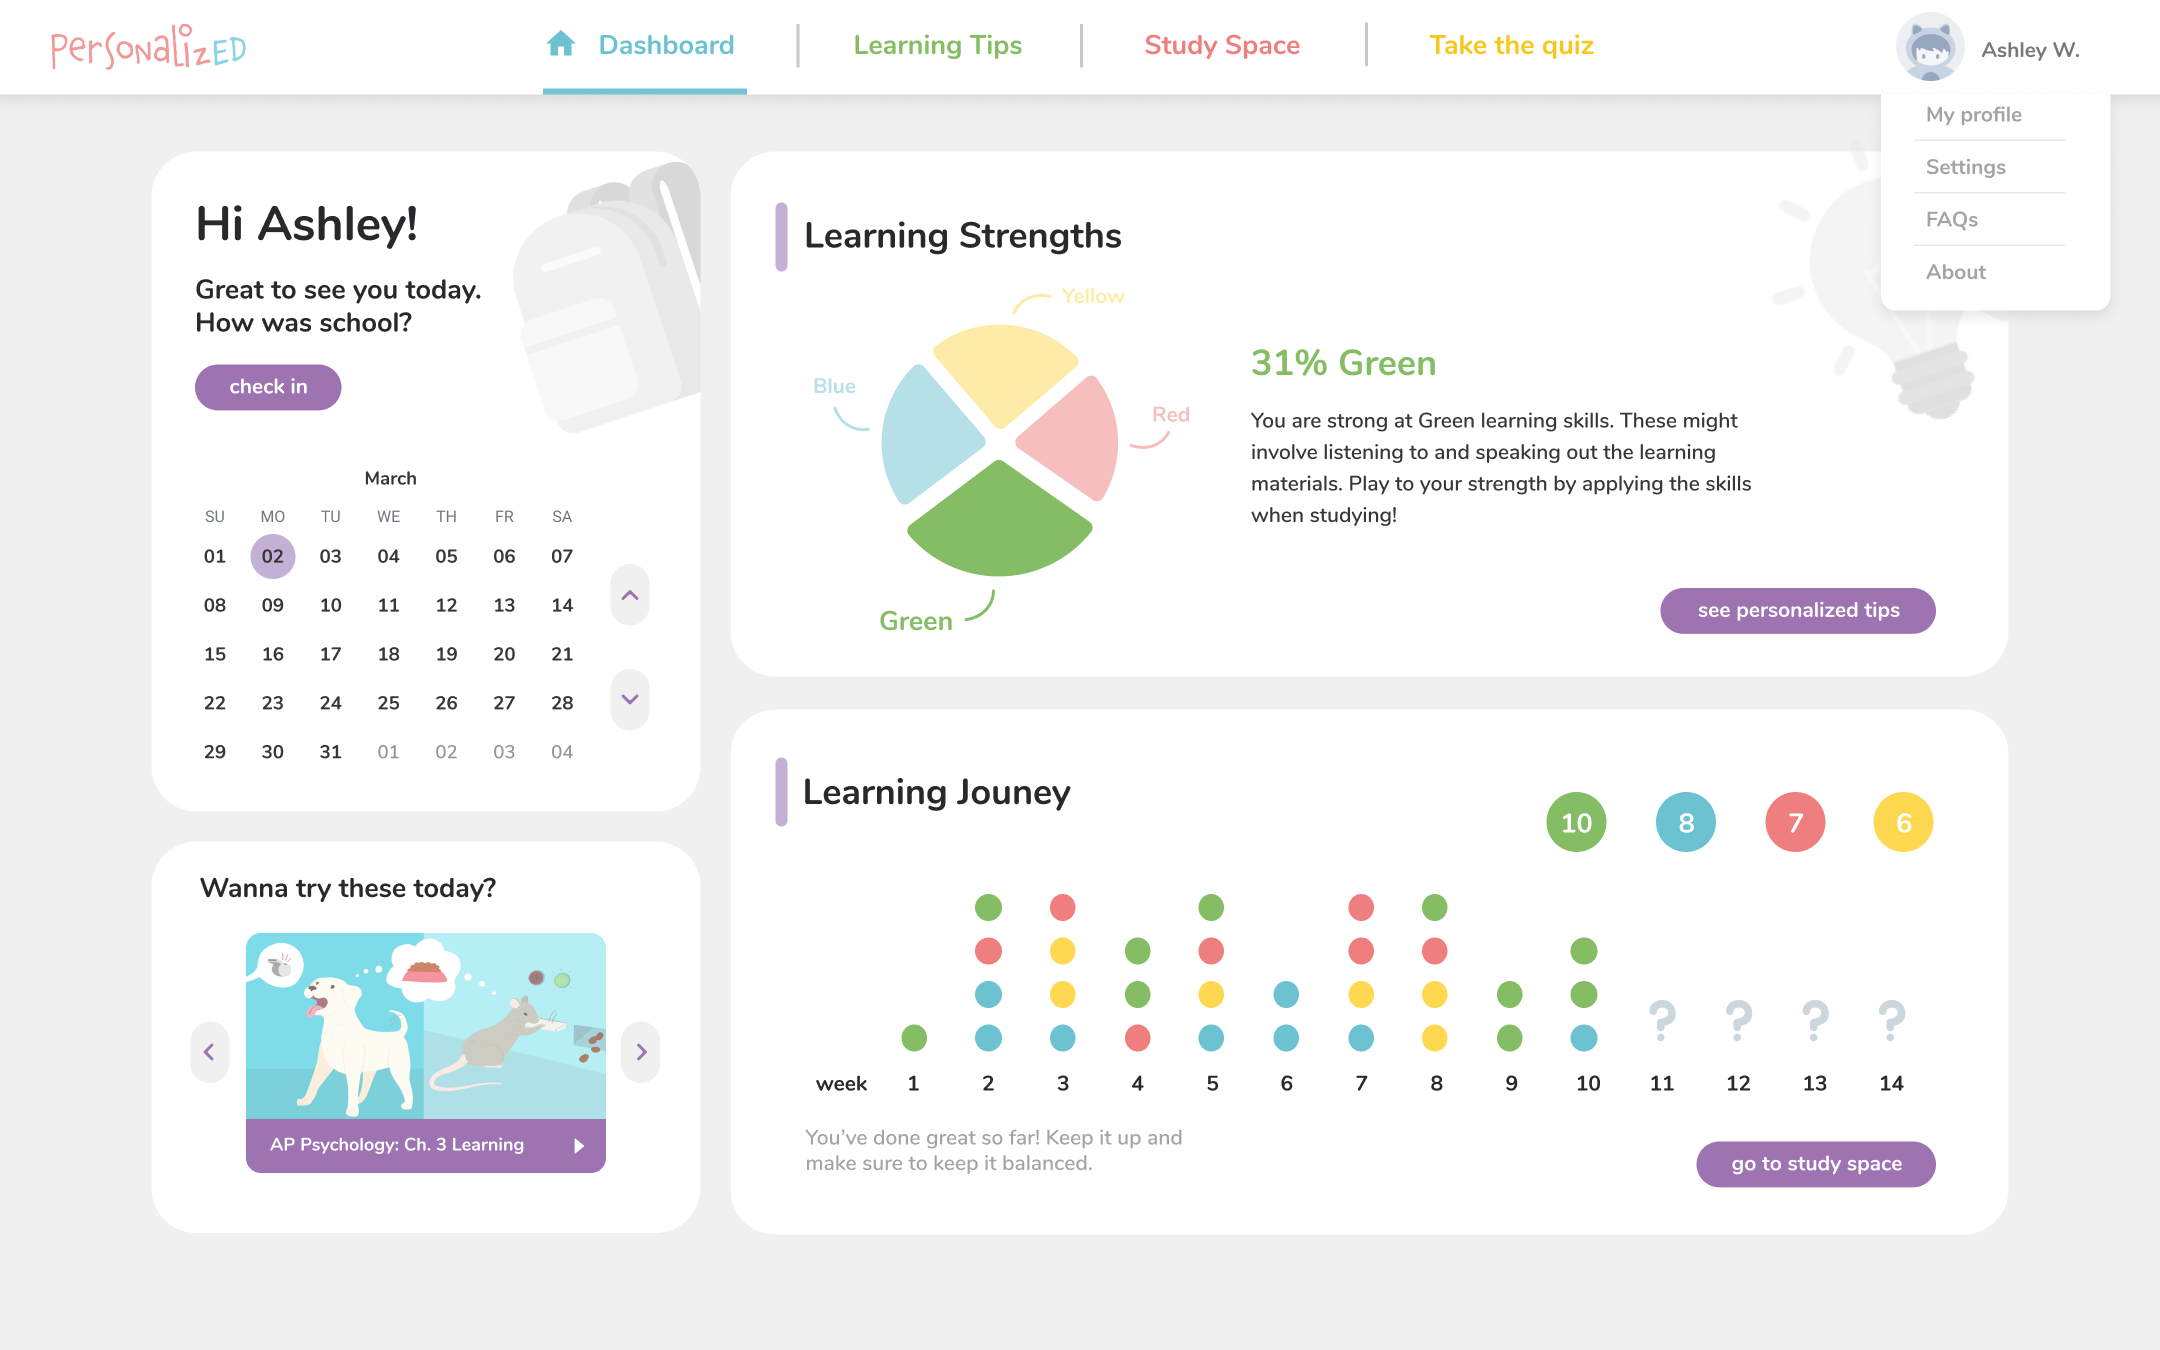 PersonalizED
Dashboard
Learning Tips
Study Space
Take the quiz
Ashley W.
My profile
Settings
FAQs
About
Hi Ashley!
Great to see you today.
How was school?
check in
March
SU MO TU WE TH FR SA
01 02 03 04 05 06 07
08 09 10 11 12 13 14
15 16 17 18 19 20 21
22 23 24 25 26 27 28
29 30 31 01 02 03 04
Wanna try these today?
AP Psychology: Ch. 3 Learning
Learning Strengths
Yellow
Blue
Red
Green
31% Green
You are strong at Green learning skills. These might
involve listening to and speaking out the learning
materials. Play to your strength by applying the skills
when studying!
see personalized tips
Learning Jouney
10 8 7 6
? ? ? ?
week 1 2 3 4 5 6 7 8 9 10 11 12 13 14
You've done great so far! Keep it up and
make sure to keep it balanced.
go to study space